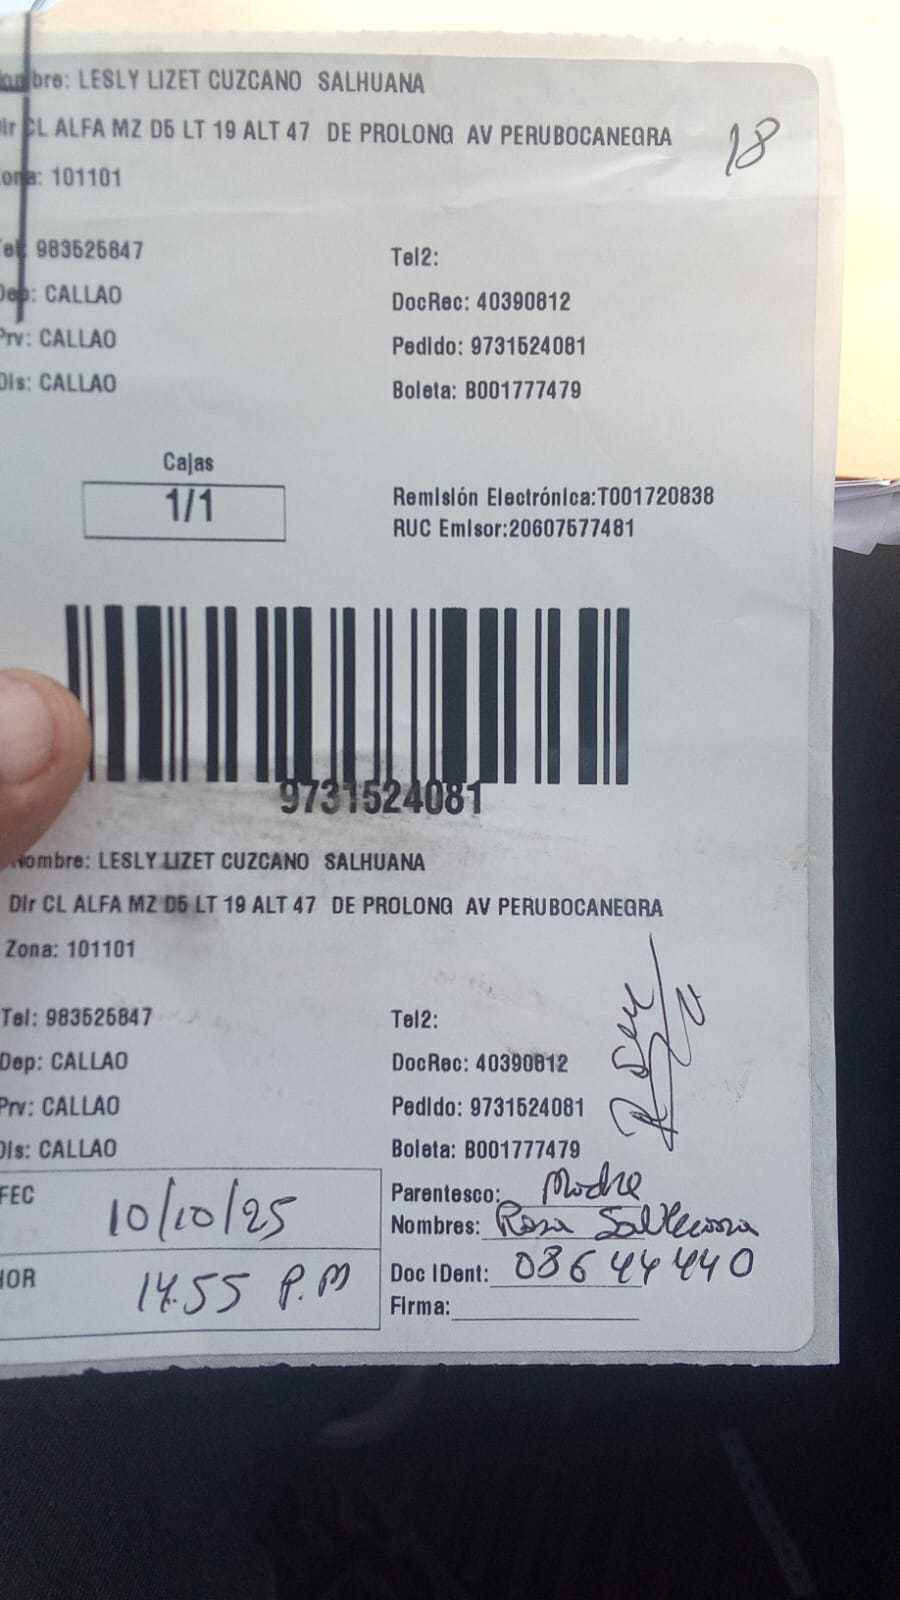 mbre: LESLY LIZET CUZCANO SALHUANA
Dir CL ALFA MZ D5 LT 19 ALT 47 DE PROLONG AV PERUBOCANEGRA
18
Zona: 101101
Tel: 983525847
Tel2:
Dep: CALLAO
DocRec: 40390812
Prv: CALLAO
Pedido: 9731524081
Dis: CALLAO
Boleta: B001777479
Cajas
1/1
Remisión Electrónica:T001720838
RUC Emisor:20607577481
9731524081
Nombre: LESLY LIZET CUZCANO SALHUANA
Dir CL ALFA MZ D5 LT 19 ALT 47 DE PROLONG AV PERUBOCANEGRA
Zona: 101101
Tel: 983525847
Tel2:
Dep: CALLAO
DocRec: 40390812
Prv: CALLAO
Pedido: 9731524081
Dis: CALLAO
Boleta: B001777479
FEC 10/10/25
Parentesco: Madre
Nombres: Rosa
HOR 14.55 P.M
Doc IDent: 08644440
Firma: